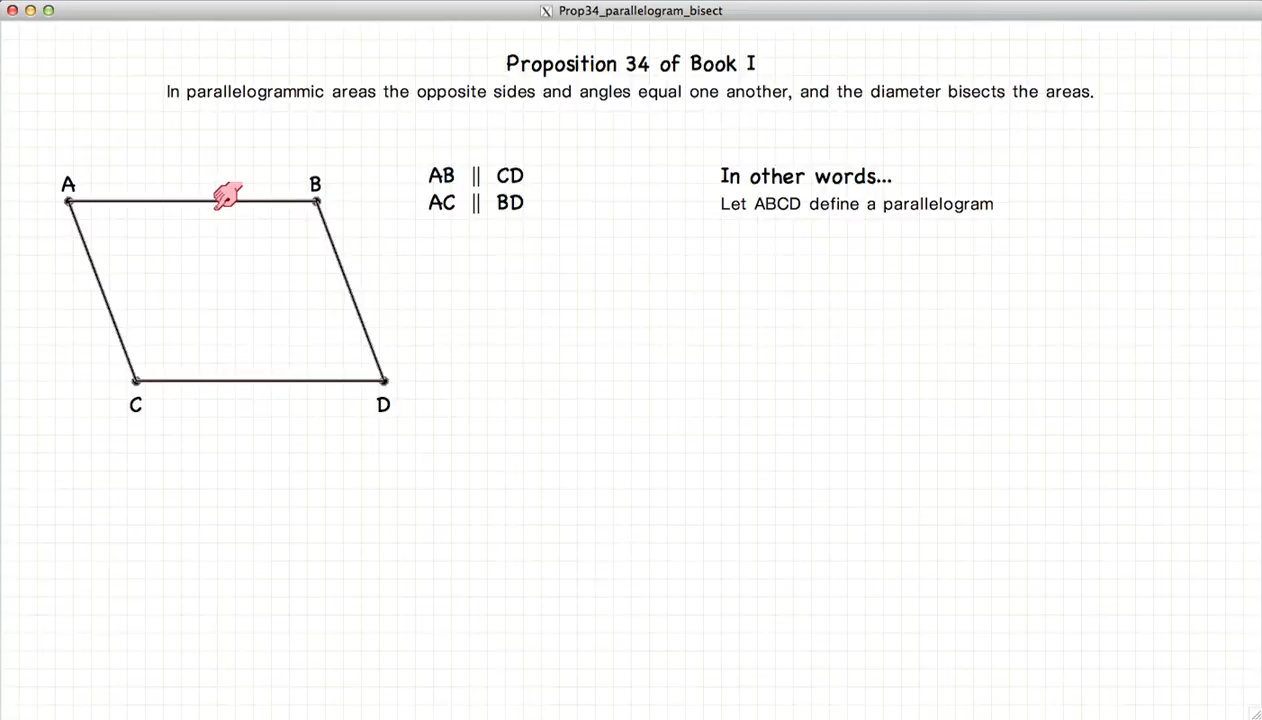 Prop34_parallelogram_bisect
Proposition 34 of Book I
In parallelogrammic areas the opposite sides and angles equal one another, and the diameter bisects the areas.
A
B
AB || CD
AC || BD
In other words...
Let ABCD define a parallelogram
C
D